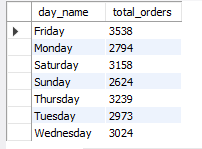 day_name total_orders
Friday 3538
Monday 2794
Saturday 3158
Sunday 2624
Thursday 3239
Tuesday 2973
Wednesday 3024